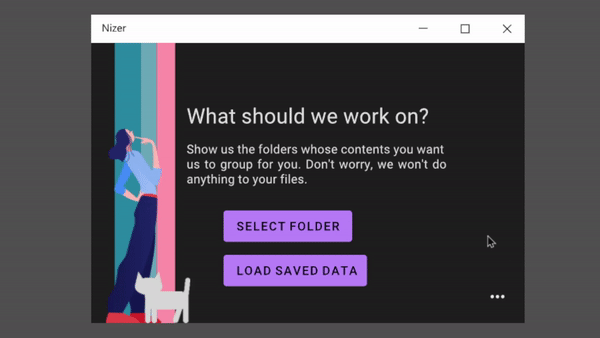 Nizer
What should we work on?
Show us the folders whose contents you want
us to group for you. Don't worry, we won't do
anything to your files.
SELECT FOLDER
LOAD SAVED DATA